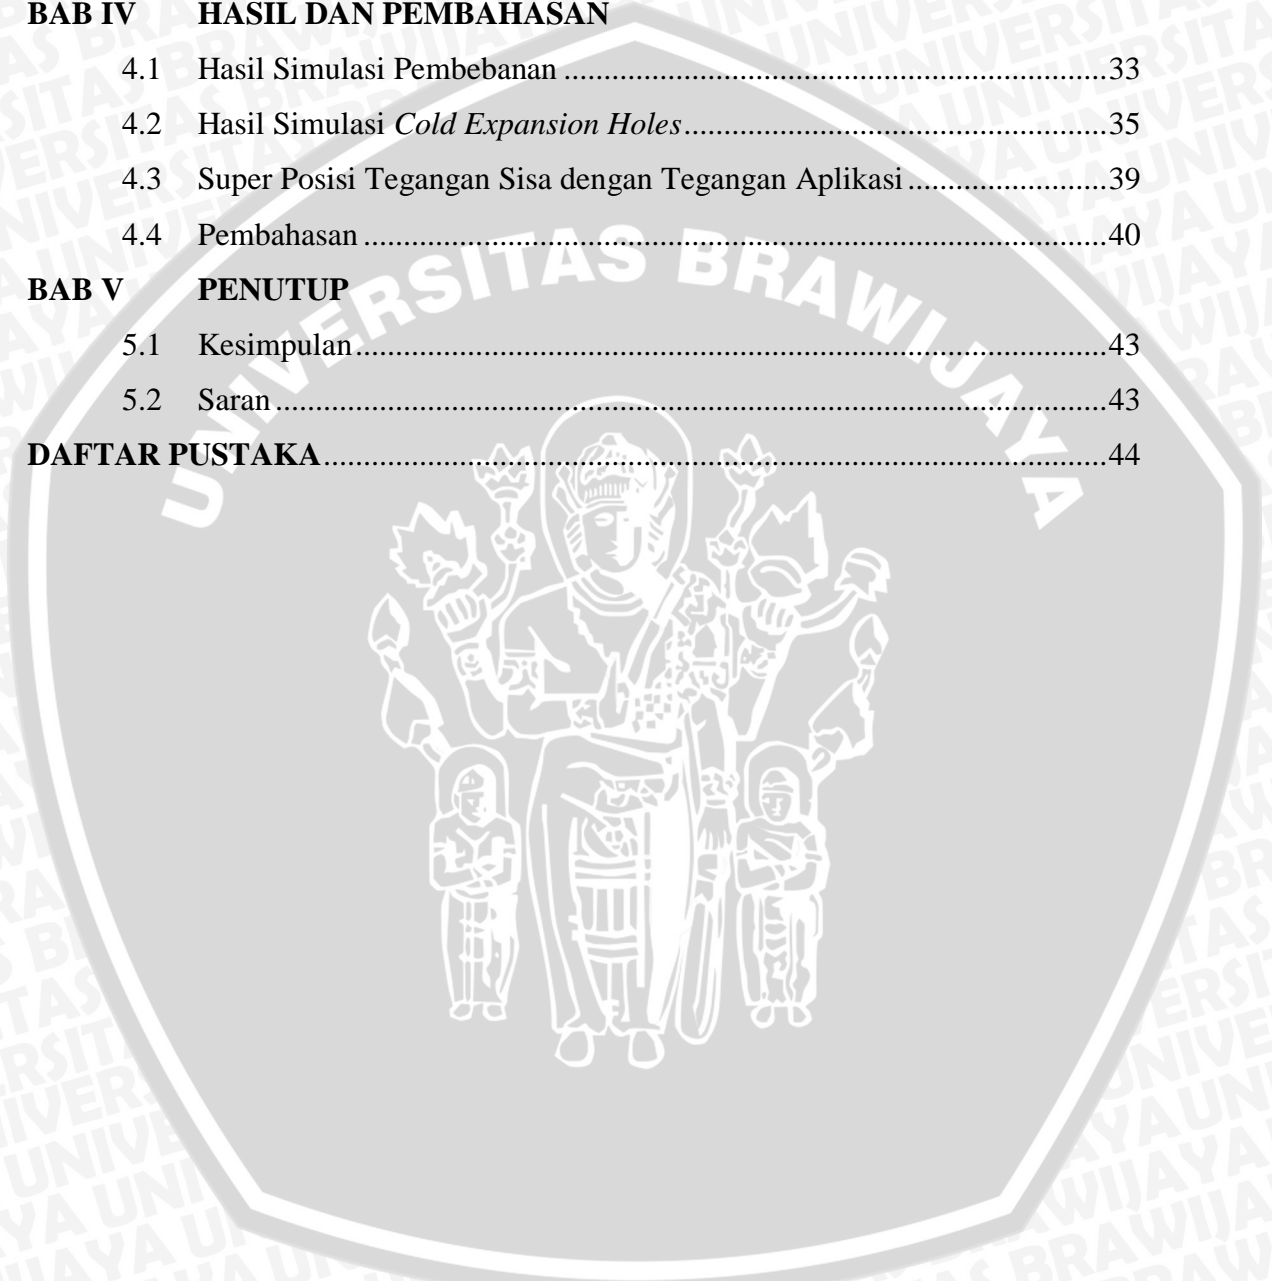 BAB IV HASIL DAN PEMBAHASAN
4.1 Hasil Simulasi Pembebanan ................................................................... 33
4.2 Hasil Simulasi Cold Expansion Holes .................................................... 35
4.3 Super Posisi Tegangan Sisa dengan Tegangan Aplikasi ........................ 39
4.4 Pembahasan ............................................................................................ 40
BAB V PENUTUP
5.1 Kesimpulan ............................................................................................. 43
5.2 Saran ....................................................................................................... 43
DAFTAR PUSTAKA ................................................................................................. 44
UNIVERSITAS BRAWIJAYA